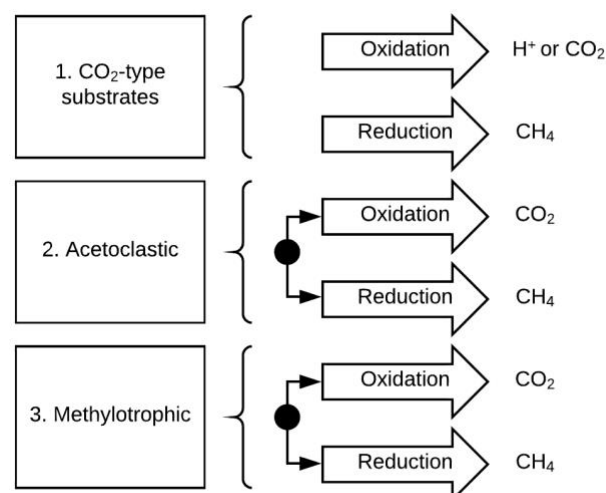 1. CO₂-type
substrates
Oxidation
H⁺ or CO₂
Reduction
CH₄
2. Acetoclastic
Oxidation
CO₂
Reduction
CH₄
3. Methylotrophic
Oxidation
CO₂
Reduction
CH₄